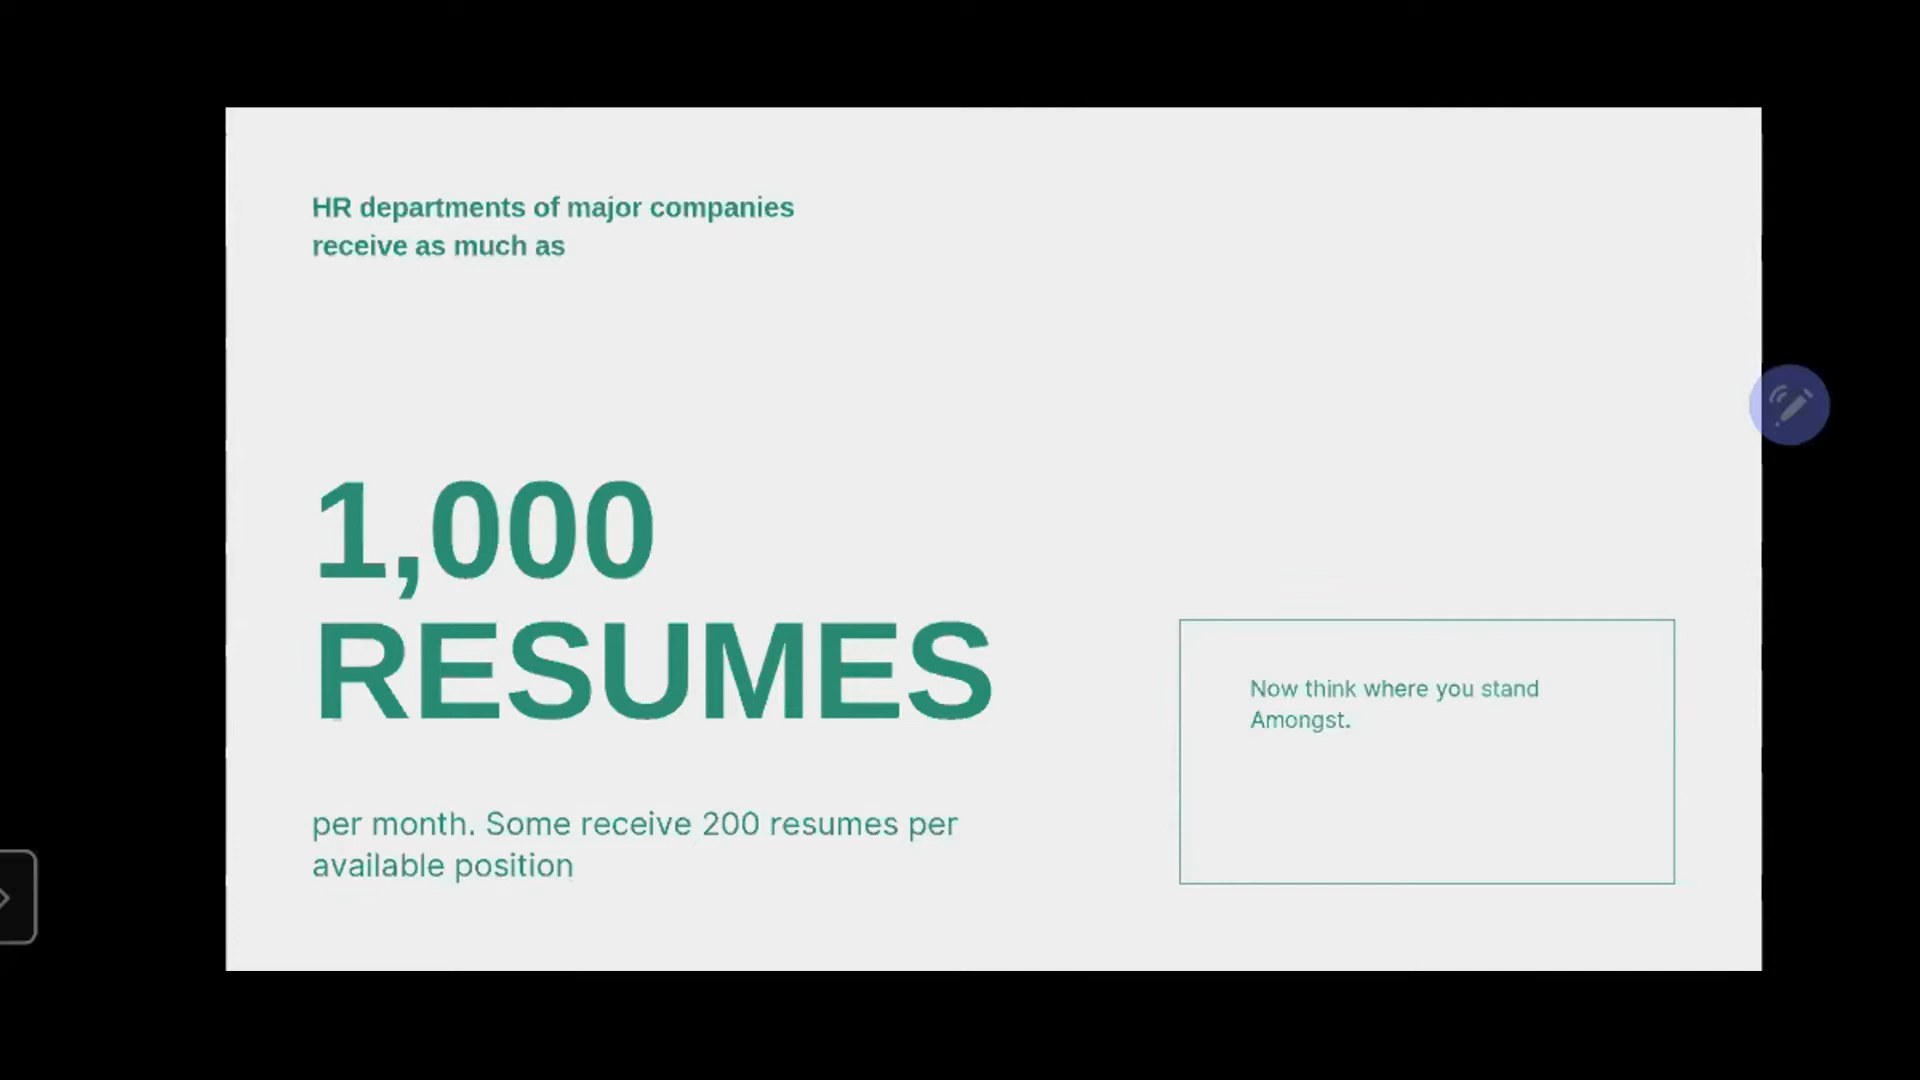 HR departments of major companies
receive as much as
1,000
RESUMES
per month. Some receive 200 resumes per
available position
Now think where you stand
Amongst.